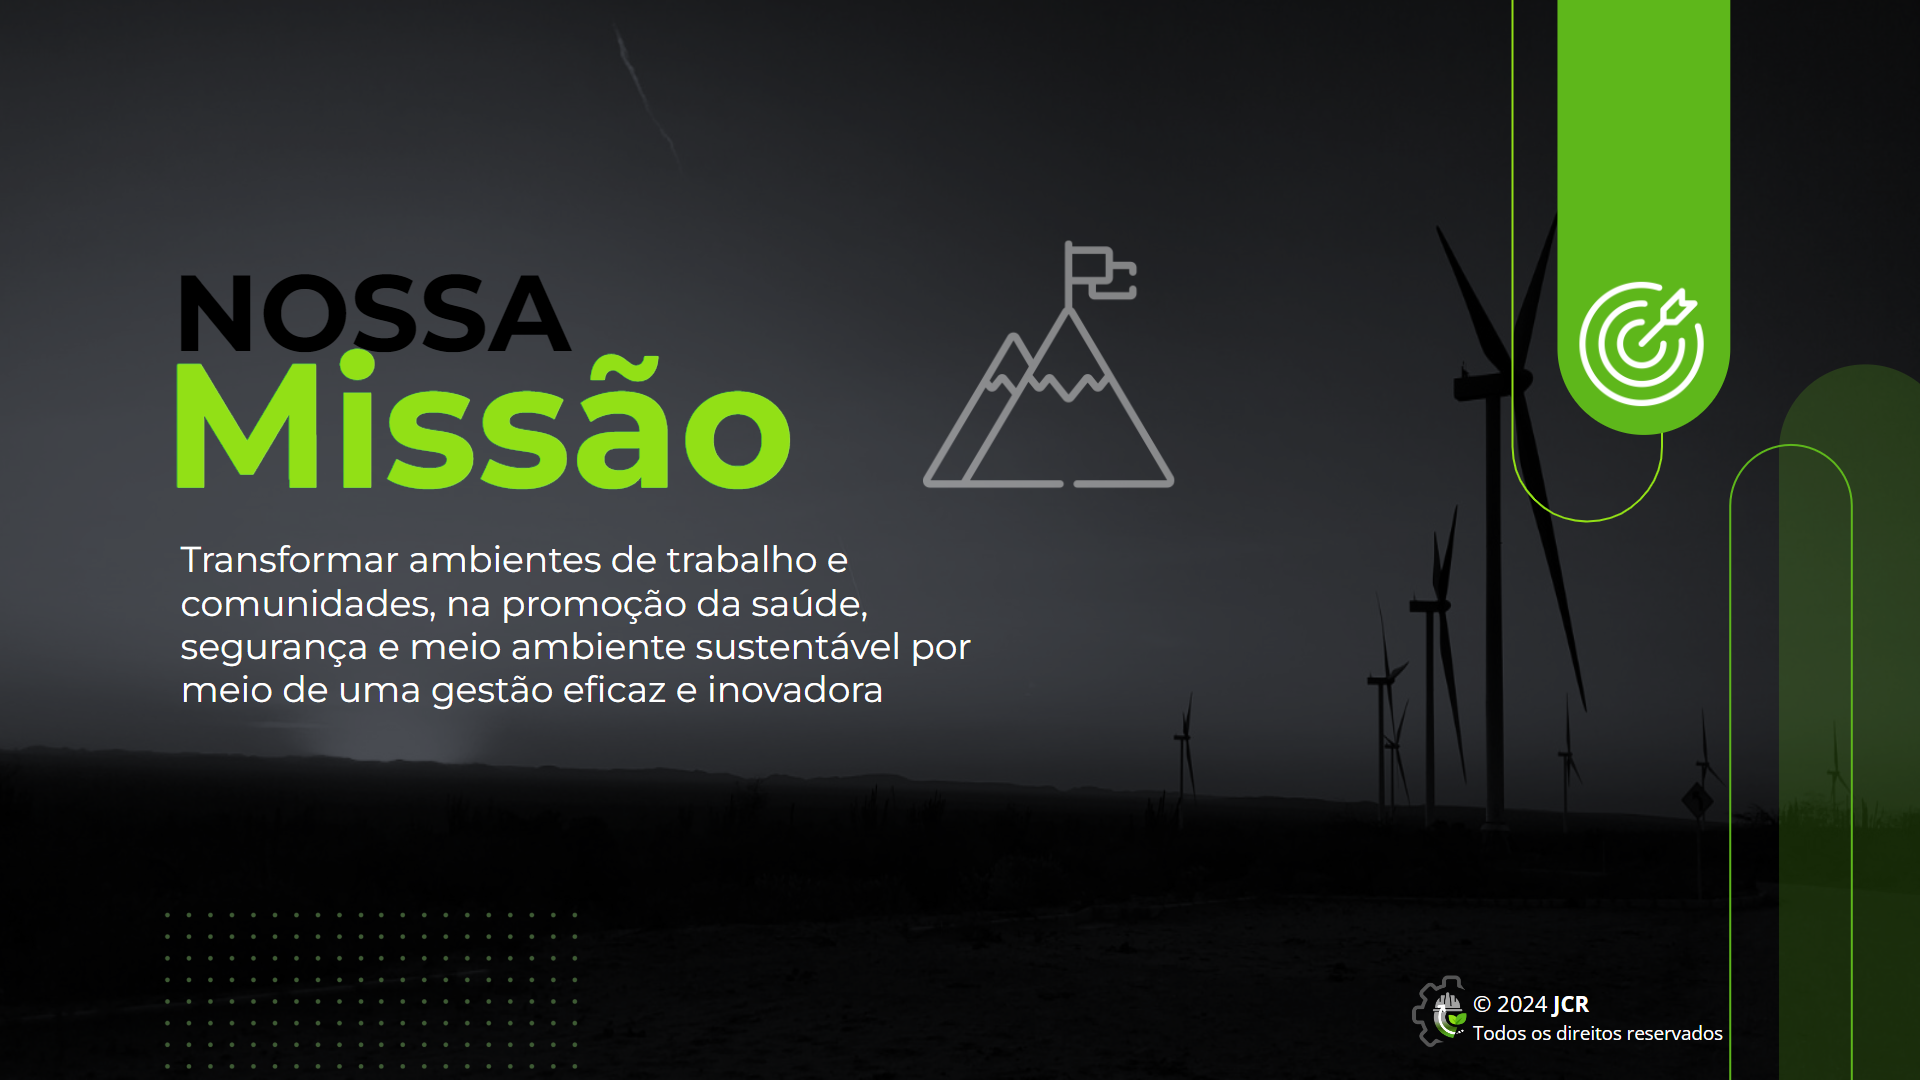 NOSSA
Missão
Transformar ambientes de trabalho e
comunidades, na promoção da saúde,
segurança e meio ambiente sustentável por
meio de uma gestão eficaz e inovadora
© 2024 JCR
Todos os direitos reservados